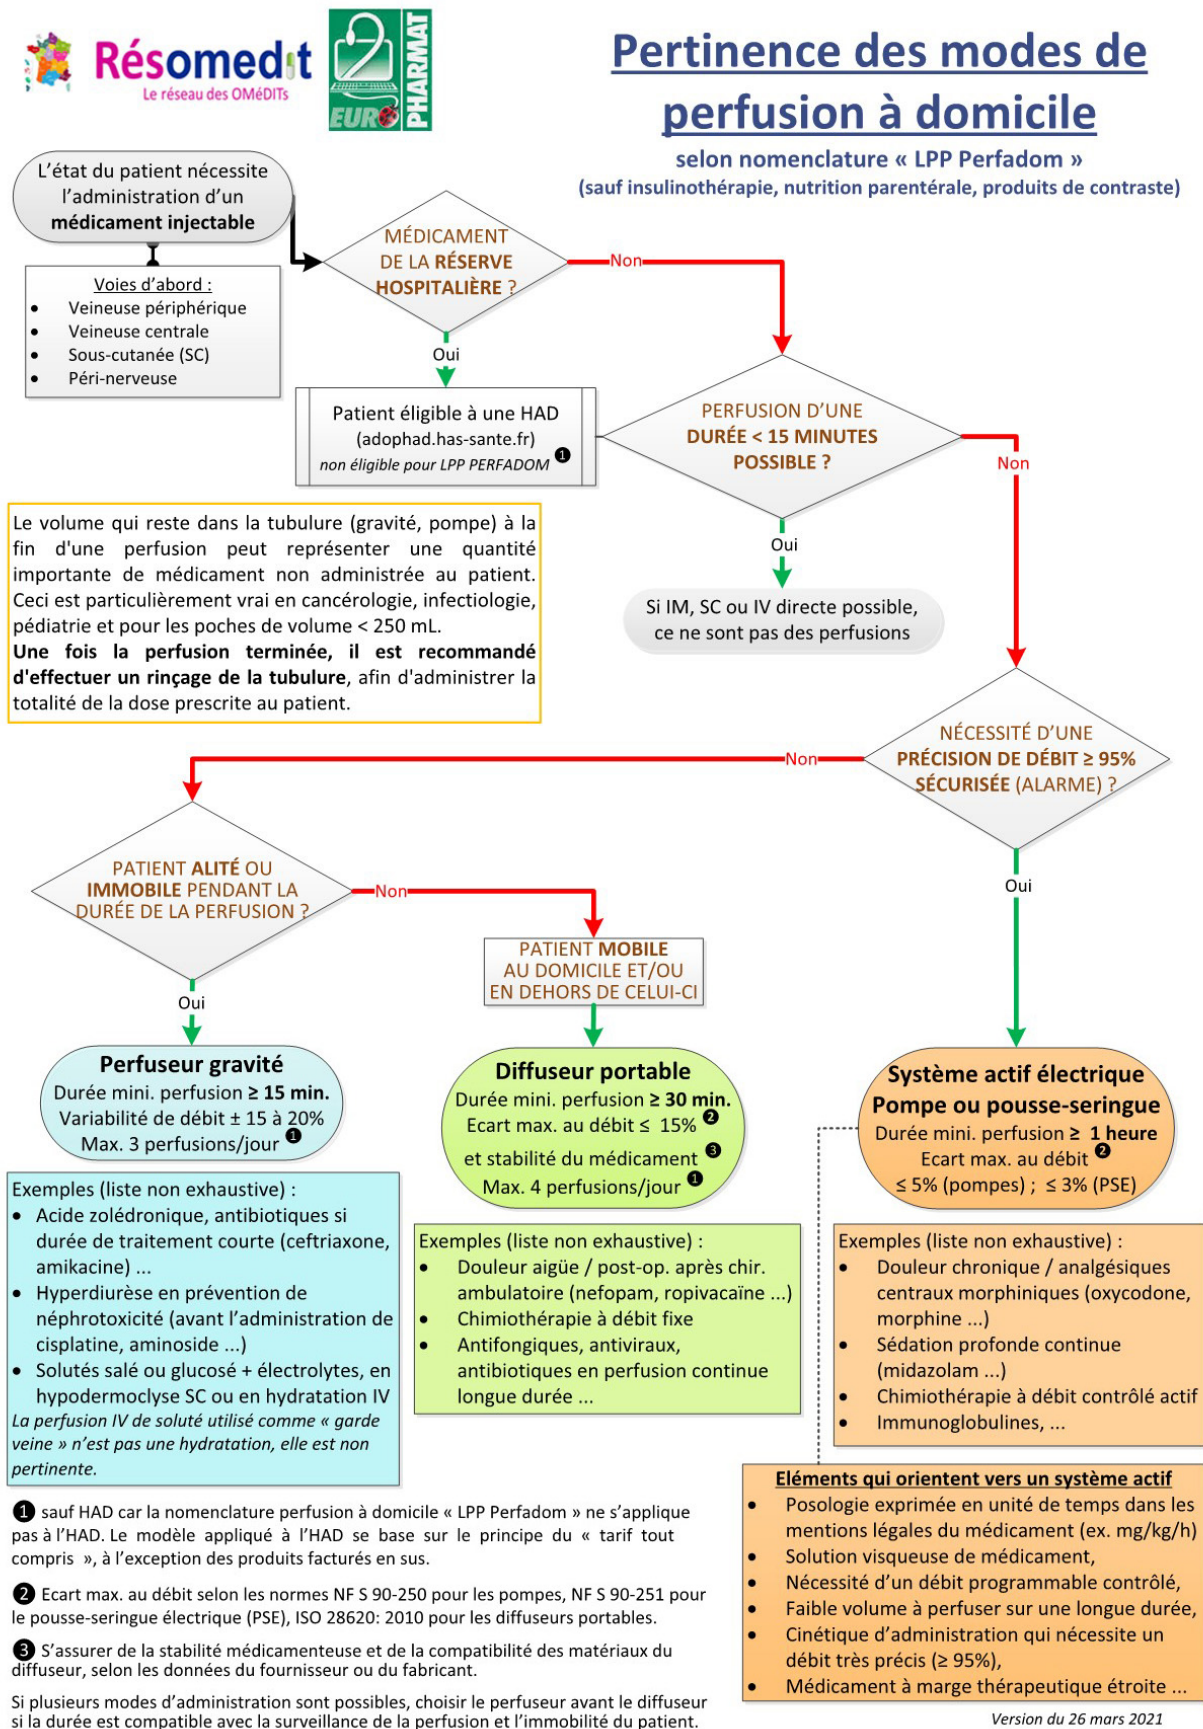 Résomedit
Le réseau des OMéDITs
EURO
PHARMAT
Pertinence des modes de
perfusion à domicile
selon nomenclature « LPP Perfadom »
(sauf insulinothérapie, nutrition parentérale, produits de contraste)
L’état du patient nécessite
l’administration d’un
médicament injectable
Voies d’abord :
• Veineuse périphérique
• Veineuse centrale
• Sous-cutanée (SC)
• Péri-nerveuse
MÉDICAMENT
DE LA RÉSERVE
HOSPITALIÈRE ?
Non
Oui
Patient éligible à une HAD
(adophad.has-sante.fr)
non éligible pour LPP PERFADOM ❶
PERFUSION D’UNE
DURÉE < 15 MINUTES
POSSIBLE ?
Non
Oui
Si IM, SC ou IV directe possible,
ce ne sont pas des perfusions
Le volume qui reste dans la tubulure (gravité, pompe) à la
fin d'une perfusion peut représenter une quantité
importante de médicament non administrée au patient.
Ceci est particulièrement vrai en cancérologie, infectiologie,
pédiatrie et pour les poches de volume < 250 mL.
Une fois la perfusion terminée, il est recommandé
d'effectuer un rinçage de la tubulure, afin d'administrer la
totalité de la dose prescrite au patient.
NÉCESSITÉ D’UNE
PRÉCISION DE DÉBIT ≥ 95%
SÉCURISÉE (ALARME) ?
Non
Oui
PATIENT ALITÉ OU
IMMOBILE PENDANT LA
DURÉE DE LA PERFUSION ?
Non
Oui
PATIENT MOBILE
AU DOMICILE ET/OU
EN DEHORS DE CELUI-CI
Perfuseur gravité
Durée mini. perfusion ≥ 15 min.
Variabilité de débit ± 15 à 20%
Max. 3 perfusions/jour ❶
Diffuseur portable
Durée mini. perfusion ≥ 30 min.
Ecart max. au débit ≤ 15% ❷
et stabilité du médicament ❸
Max. 4 perfusions/jour ❶
Système actif électrique
Pompe ou pousse-seringue
Durée mini. perfusion ≥ 1 heure
Ecart max. au débit ❷
≤ 5% (pompes) ; ≤ 3% (PSE)
Exemples (liste non exhaustive) :
• Acide zolédronique, antibiotiques si
durée de traitement courte (ceftriaxone,
amikacine) ...
• Hyperdiurèse en prévention de
néphrotoxicité (avant l’administration de
cisplatine, aminoside ...)
• Solutés salé ou glucosé + électrolytes, en
hypodermoclyse SC ou en hydratation IV
La perfusion IV de soluté utilisé comme « garde
veine » n’est pas une hydratation, elle est non
pertinente.
Exemples (liste non exhaustive) :
• Douleur aigüe / post-op. après chir.
ambulatoire (nefopam, ropivacaïne ...)
• Chimiothérapie à débit fixe
• Antifongiques, antiviraux,
antibiotiques en perfusion continue
longue durée ...
Exemples (liste non exhaustive) :
• Douleur chronique / analgésiques
centraux morphiniques (oxycodone,
morphine ...)
• Sédation profonde continue
(midazolam ...)
• Chimiothérapie à débit contrôlé actif
• Immunoglobulines, ...
Eléments qui orientent vers un système actif
• Posologie exprimée en unité de temps dans les
mentions légales du médicament (ex. mg/kg/h)
• Solution visqueuse de médicament,
• Nécessité d’un débit programmable contrôlé,
• Faible volume à perfuser sur une longue durée,
• Cinétique d’administration qui nécessite un
débit très précis (≥ 95%),
• Médicament à marge thérapeutique étroite ...
❶ sauf HAD car la nomenclature perfusion à domicile « LPP Perfadom » ne s’applique
pas à l’HAD. Le modèle appliqué à l’HAD se base sur le principe du « tarif tout
compris », à l’exception des produits facturés en sus.
❷ Ecart max. au débit selon les normes NF S 90-250 pour les pompes, NF S 90-251 pour
le pousse-seringue électrique (PSE), ISO 28620: 2010 pour les diffuseurs portables.
❸ S’assurer de la stabilité médicamenteuse et de la compatibilité des matériaux du
diffuseur, selon les données du fournisseur ou du fabricant.
Si plusieurs modes d’administration sont possibles, choisir le perfuseur avant le diffuseur
si la durée est compatible avec la surveillance de la perfusion et l’immobilité du patient.
Version du 26 mars 2021